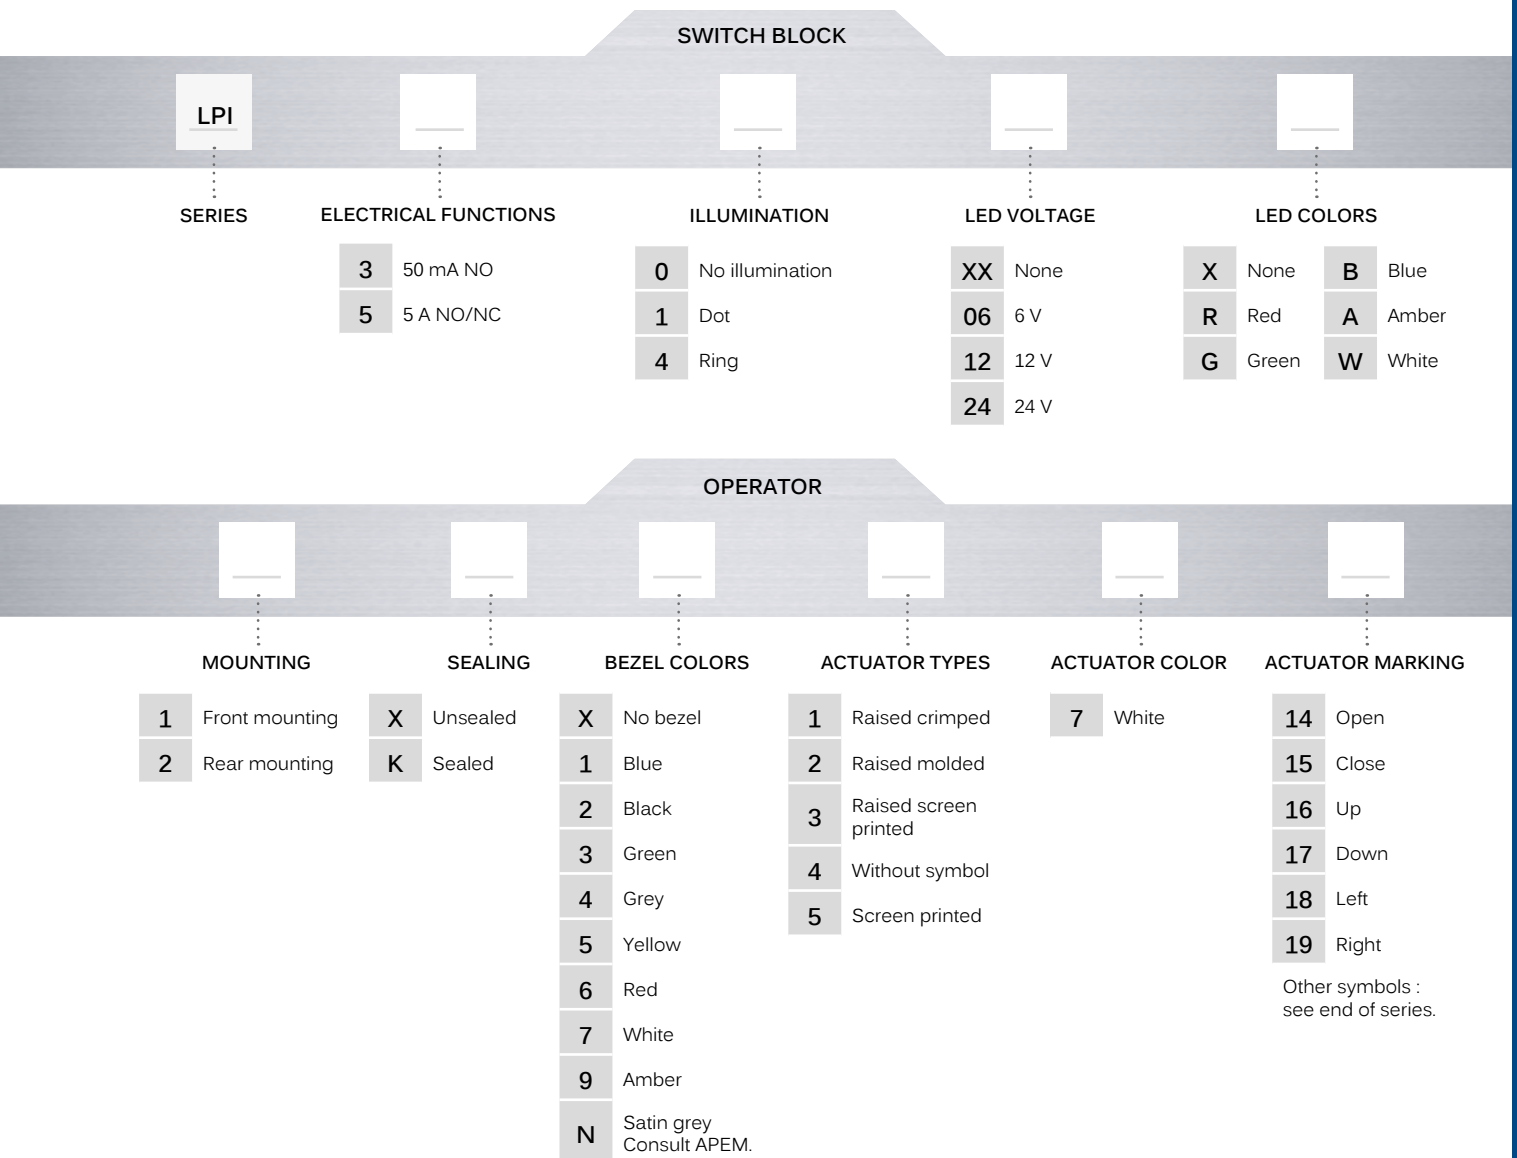 SWITCH BLOCK
LPI
SERIES
ELECTRICAL FUNCTIONS
3 50 mA NO
5 5 A NO/NC
ILLUMINATION
0 No illumination
1 Dot
4 Ring
LED VOLTAGE
XX None
06 6 V
12 12 V
24 24 V
LED COLORS
X None
R Red
G Green
B Blue
A Amber
W White
OPERATOR
MOUNTING
1 Front mounting
2 Rear mounting
SEALING
X Unsealed
K Sealed
BEZEL COLORS
X No bezel
1 Blue
2 Black
3 Green
4 Grey
5 Yellow
6 Red
7 White
9 Amber
N Satin grey
Consult APEM.
ACTUATOR TYPES
1 Raised crimped
2 Raised molded
3 Raised screen
printed
4 Without symbol
5 Screen printed
ACTUATOR COLOR
7 White
ACTUATOR MARKING
14 Open
15 Close
16 Up
17 Down
18 Left
19 Right
Other symbols :
see end of series.